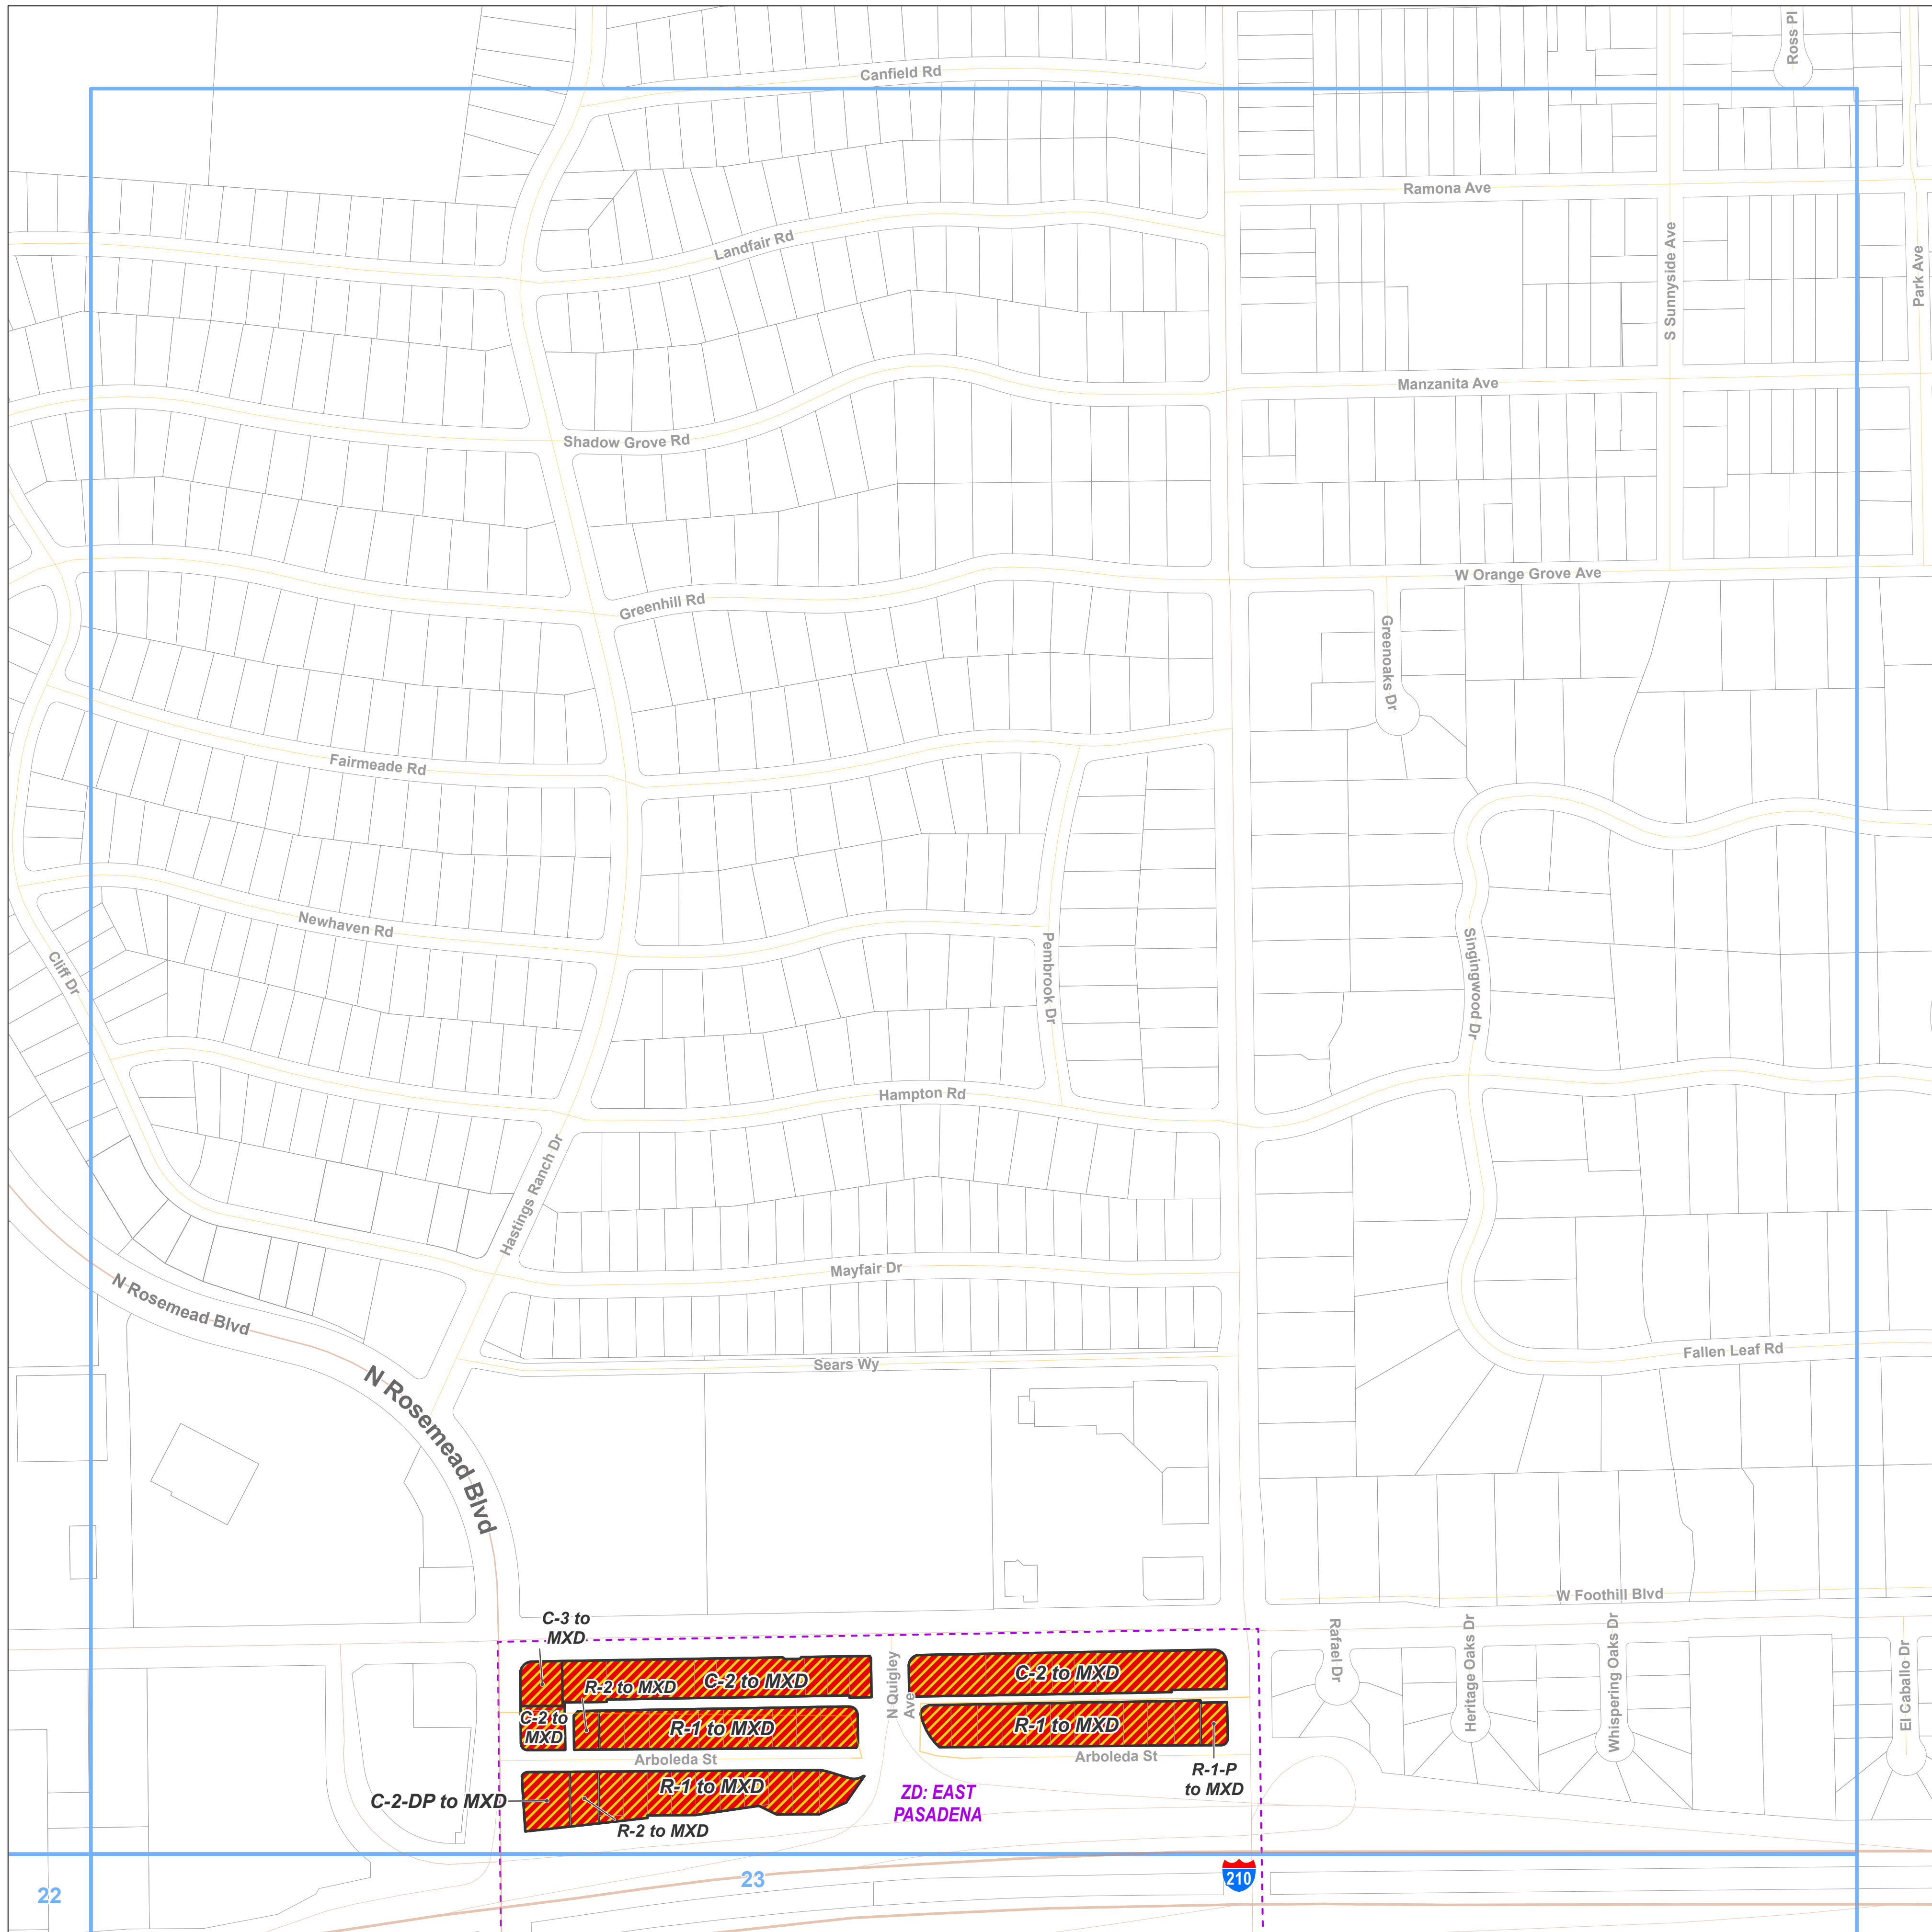 Ross Pl
Canfield Rd
Ramona Ave
Landfair Rd
S Sunnyside Ave
Park Ave
Manzanita Ave
Shadow Grove Rd
W Orange Grove Ave
Greenhill Rd
Greenoaks Dr
Fairmeade Rd
Newhaven Rd
Cliff Dr
Pembrook Dr
Singingwood Dr
Hampton Rd
Hastings Ranch Dr
Mayfair Dr
N Rosemead Blvd
Fallen Leaf Rd
Sears Wy
N Rosemead Blvd
W Foothill Blvd
C-3 to
MXD
Rafael Dr
Heritage Oaks Dr
Whispering Oaks Dr
El Caballo Dr
N Quigley
Ave
R-2 to MXD
C-2 to MXD
C-2 to MXD
C-2 to
MXD
R-1 to MXD
R-1 to MXD
Arboleda St
Arboleda St
R-1-P
to MXD
R-1 to MXD
C-2-DP to MXD
R-2 to MXD
ZD: EAST
PASADENA
22
23
210